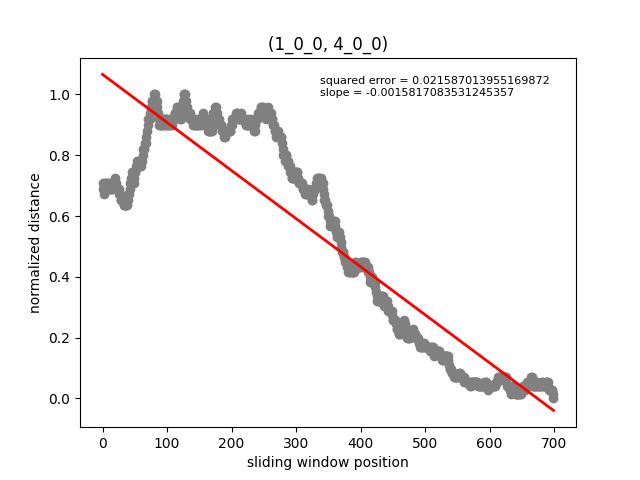 (1_0_0, 4_0_0)
squared error = 0.021587013955169872
slope = -0.0015817083531245357
normalized distance
1.0
0.8
0.6
0.4
0.2
0.0
0 100 200 300 400 500 600 700
sliding window position